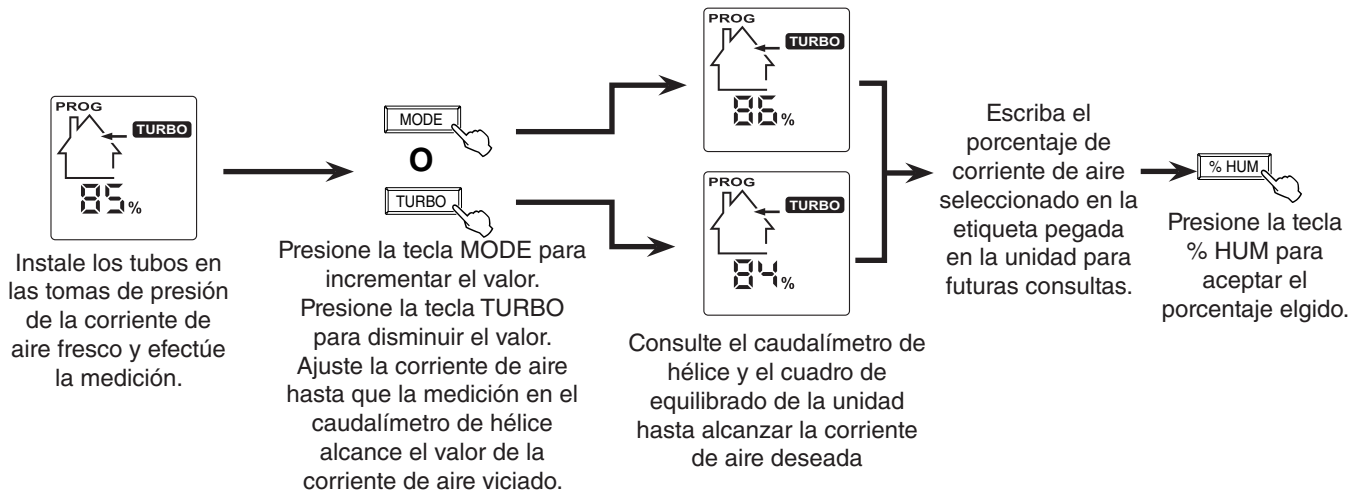 PROG
TURBO
85%
Instale los tubos en
las tomas de presión
de la corriente de
aire fresco y efectúe
la medición.
MODE
O
TURBO
Presione la tecla MODE para
incrementar el valor.
Presione la tecla TURBO
para disminuir el valor.
Ajuste la corriente de aire
hasta que la medición en el
caudalímetro de hélice
alcance el valor de la
corriente de aire viciado.
PROG
TURBO
86%
PROG
TURBO
84%
Consulte el caudalímetro de
hélice y el cuadro de
equilibrado de la unidad
hasta alcanzar la corriente
de aire deseada
Escriba el
porcentaje de
corriente de aire
seleccionado en la
etiqueta pegada
en la unidad para
futuras consultas.
% HUM
Presione la tecla
% HUM para
aceptar el
porcentaje elgido.